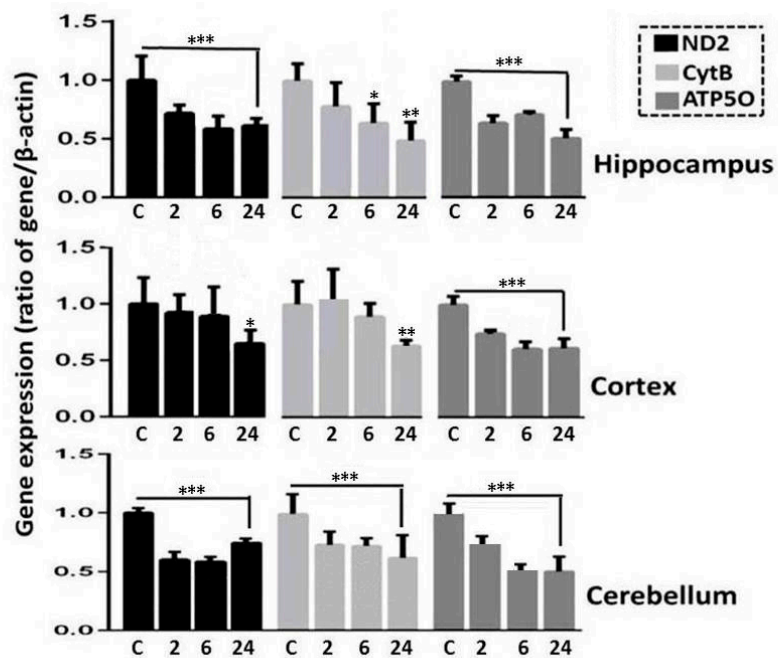 Gene expression (ratio of gene/β-actin)
ND2
CytB
ATP5O
1.5
1.0
0.5
0.0
***
*
**
***
C 2 6 24 C 2 6 24 C 2 6 24
Hippocampus
1.5
1.0
0.5
0.0
*
**
***
C 2 6 24 C 2 6 24 C 2 6 24
Cortex
1.5
1.0
0.5
0.0
***
***
***
C 2 6 24 C 2 6 24 C 2 6 24
Cerebellum